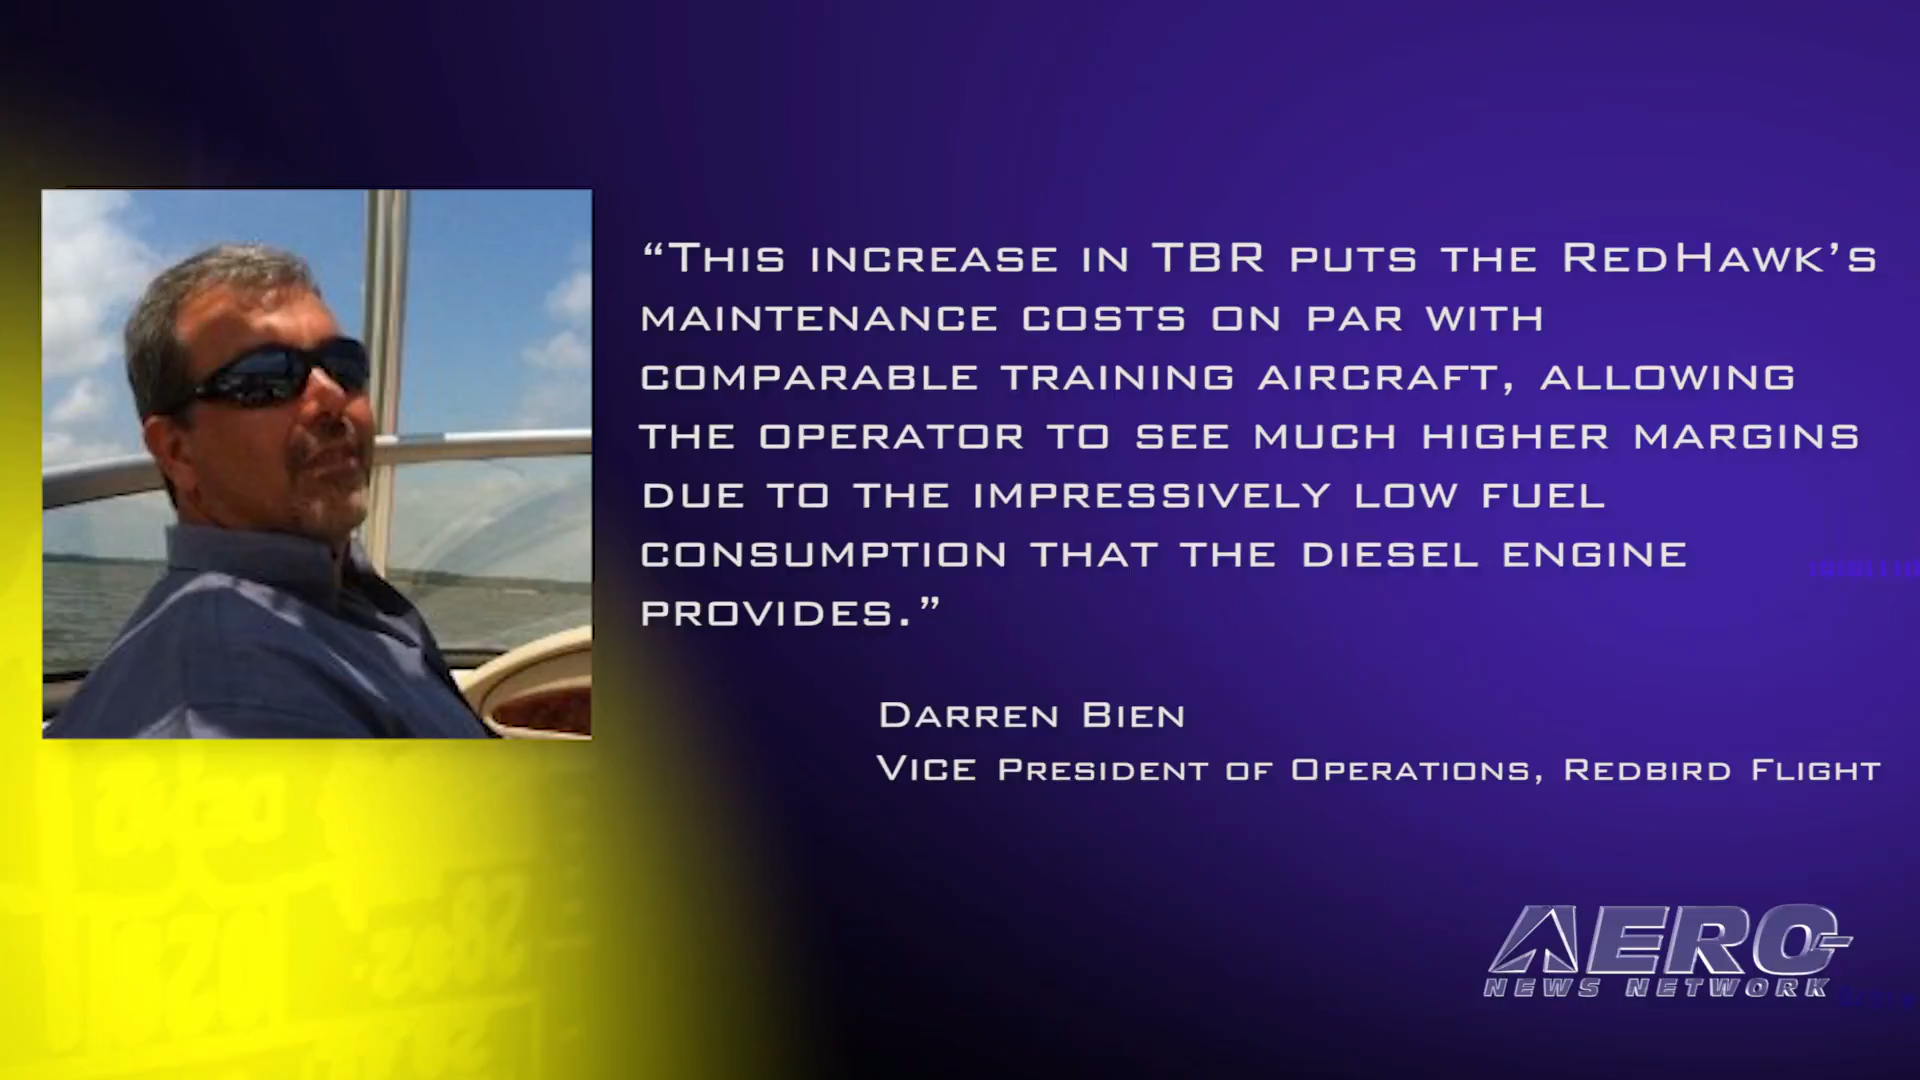 “This increase in TBR puts the RedHawk’s
maintenance costs on par with
comparable training aircraft, allowing
the operator to see much higher margins
due to the impressively low fuel
consumption that the diesel engine
provides.”
Darren Bien
Vice President of Operations, Redbird Flight
AERO-
NEWS NETWORK